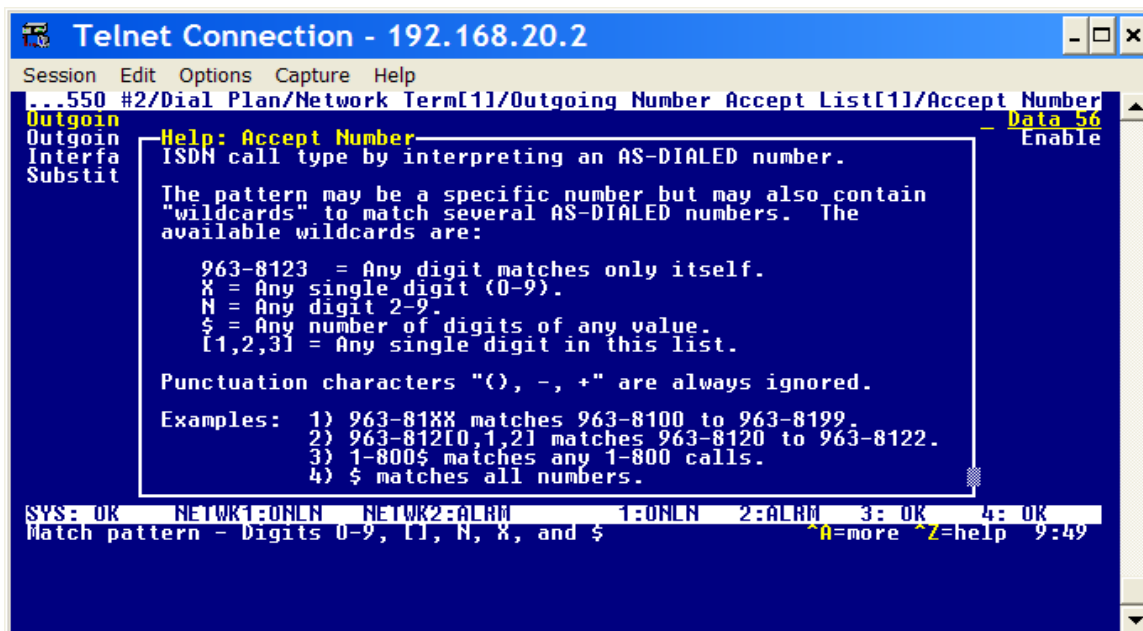 Telnet Connection - 192.168.20.2
Session Edit Options Capture Help
...550 #2/Dial Plan/Network Term[1]/Outgoing Number Accept List[1]/Accept Number
Outgoin _ Data 56
Outgoin Help: Accept Number Enable
Interfa ISDN call type by interpreting an AS-DIALED number.
Substit
The pattern may be a specific number but may also contain
"wildcards" to match several AS-DIALED numbers. The
available wildcards are:
963-8123 = Any digit matches only itself.
X = Any single digit (0-9).
N = Any digit 2-9.
$ = Any number of digits of any value.
[1,2,3] = Any single digit in this list.
Punctuation characters "(), -, +" are always ignored.
Examples: 1) 963-81XX matches 963-8100 to 963-8199.
2) 963-812[0,1,2] matches 963-8120 to 963-8122.
3) 1-800$ matches any 1-800 calls.
4) $ matches all numbers.
SYS: OK NETWK1:ONLN NETWK2:ALRM 1:ONLN 2:ALRM 3: OK 4: OK
Match pattern - Digits 0-9, [], N, X, and $ ^A=more ^Z=help 9:49